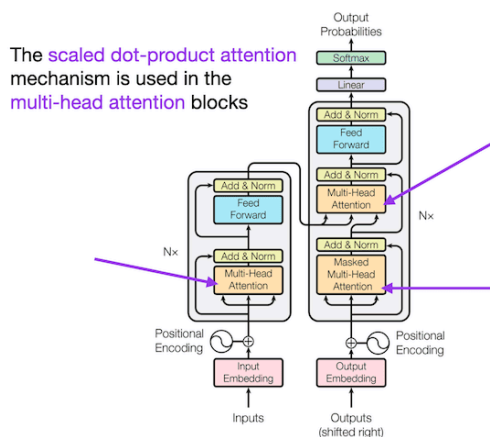 The scaled dot-product attention
mechanism is used in the
multi-head attention blocks
Output
Probabilities
Softmax
Linear
Add & Norm
Feed
Forward
Add & Norm
Multi-Head
Attention
Nx
Add & Norm
Masked
Multi-Head
Attention
Add & Norm
Feed
Forward
Nx
Add & Norm
Multi-Head
Attention
Positional
Encoding
Positional
Encoding
Input
Embedding
Output
Embedding
Inputs
Outputs
(shifted right)